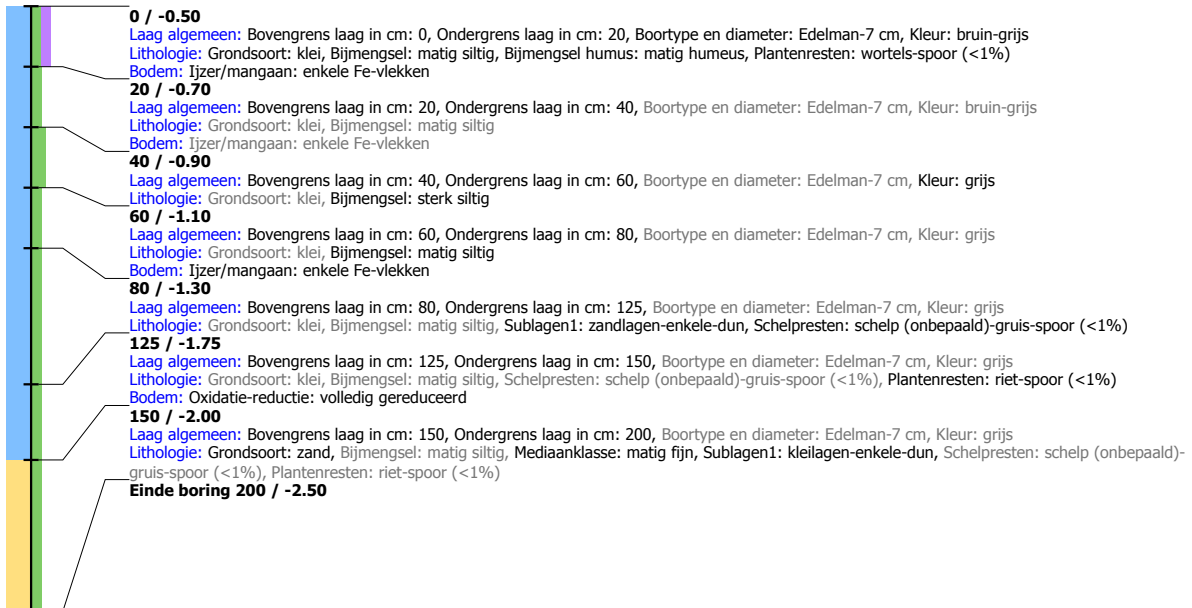 0 / -0.50
Laag algemeen: Bovengrens laag in cm: 0, Ondergrens laag in cm: 20, Boortype en diameter: Edelman-7 cm, Kleur: bruin-grijs
Lithologie: Grondsoort: klei, Bijmengsel: matig siltig, Bijmengsel humus: matig humeus, Plantenresten: wortels-spoor (<1%)
Bodem: Ijzer/mangaan: enkele Fe-vlekken
20 / -0.70
Laag algemeen: Bovengrens laag in cm: 20, Ondergrens laag in cm: 40, Boortype en diameter: Edelman-7 cm, Kleur: bruin-grijs
Lithologie: Grondsoort: klei, Bijmengsel: matig siltig
Bodem: Ijzer/mangaan: enkele Fe-vlekken
40 / -0.90
Laag algemeen: Bovengrens laag in cm: 40, Ondergrens laag in cm: 60, Boortype en diameter: Edelman-7 cm, Kleur: grijs
Lithologie: Grondsoort: klei, Bijmengsel: sterk siltig
60 / -1.10
Laag algemeen: Bovengrens laag in cm: 60, Ondergrens laag in cm: 80, Boortype en diameter: Edelman-7 cm, Kleur: grijs
Lithologie: Grondsoort: klei, Bijmengsel: matig siltig
Bodem: Ijzer/mangaan: enkele Fe-vlekken
80 / -1.30
Laag algemeen: Bovengrens laag in cm: 80, Ondergrens laag in cm: 125, Boortype en diameter: Edelman-7 cm, Kleur: grijs
Lithologie: Grondsoort: klei, Bijmengsel: matig siltig, Sublagen1: zandlagen-enkele-dun, Schelpresten: schelp (onbepaald)-gruis-spoor (<1%)
125 / -1.75
Laag algemeen: Bovengrens laag in cm: 125, Ondergrens laag in cm: 150, Boortype en diameter: Edelman-7 cm, Kleur: grijs
Lithologie: Grondsoort: klei, Bijmengsel: matig siltig, Schelpresten: schelp (onbepaald)-gruis-spoor (<1%), Plantenresten: riet-spoor (<1%)
Bodem: Oxidatie-reductie: volledig gereduceerd
150 / -2.00
Laag algemeen: Bovengrens laag in cm: 150, Ondergrens laag in cm: 200, Boortype en diameter: Edelman-7 cm, Kleur: grijs
Lithologie: Grondsoort: zand, Bijmengsel: matig siltig, Mediaanklasse: matig fijn, Sublagen1: kleilagen-enkele-dun, Schelpresten: schelp (onbepaald)-
gruis-spoor (<1%), Plantenresten: riet-spoor (<1%)
Einde boring 200 / -2.50